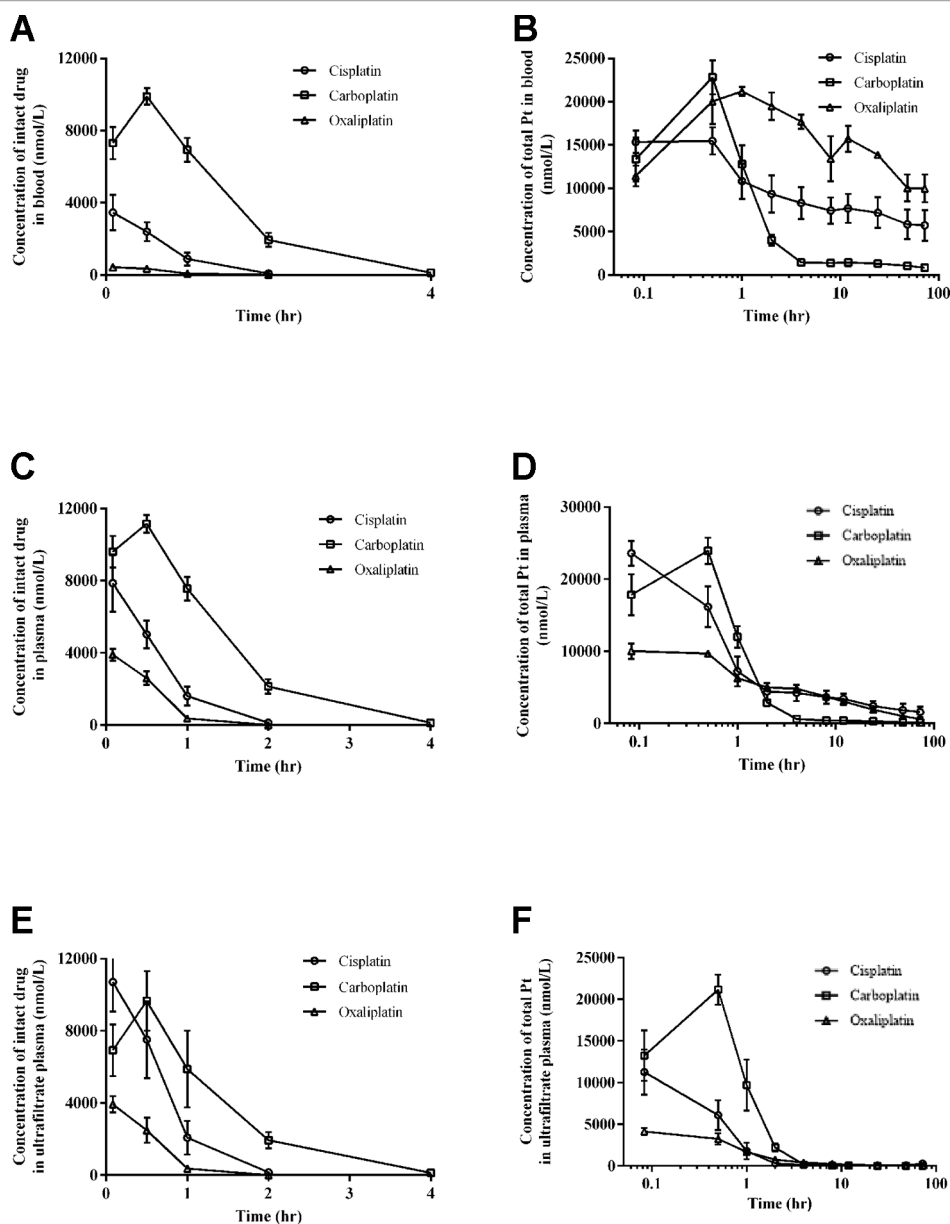 A
Concentration of intact drug
in blood (nmol/L)
12000
8000
4000
0
0
1
2
3
4
Time (hr)
Cisplatin
Carboplatin
Oxaliplatin
B
Concentration of total Pt in blood
(nmol/L)
25000
20000
15000
10000
5000
0
0.1
1
10
100
Time (hr)
Cisplatin
Carboplatin
Oxaliplatin
C
Concentration of intact drug
in plasma (nmol/L)
12000
8000
4000
0
0
1
2
3
4
Time (hr)
Cisplatin
Carboplatin
Oxaliplatin
D
Concentration of total Pt in plasma
(nmol/L)
30000
20000
10000
0
0.1
1
10
100
Time (hr)
Cisplatin
Carboplatin
Oxaliplatin
E
Concentration of intact drug
in ultrafiltrate plasma (nmol/L)
12000
8000
4000
0
0
1
2
3
4
Time (hr)
Cisplatin
Carboplatin
Oxaliplatin
F
Concentration of total Pt
in ultrafiltrate plasma (nmol/L)
25000
20000
15000
10000
5000
0
0.1
1
10
100
Time (hr)
Cisplatin
Carboplatin
Oxaliplatin